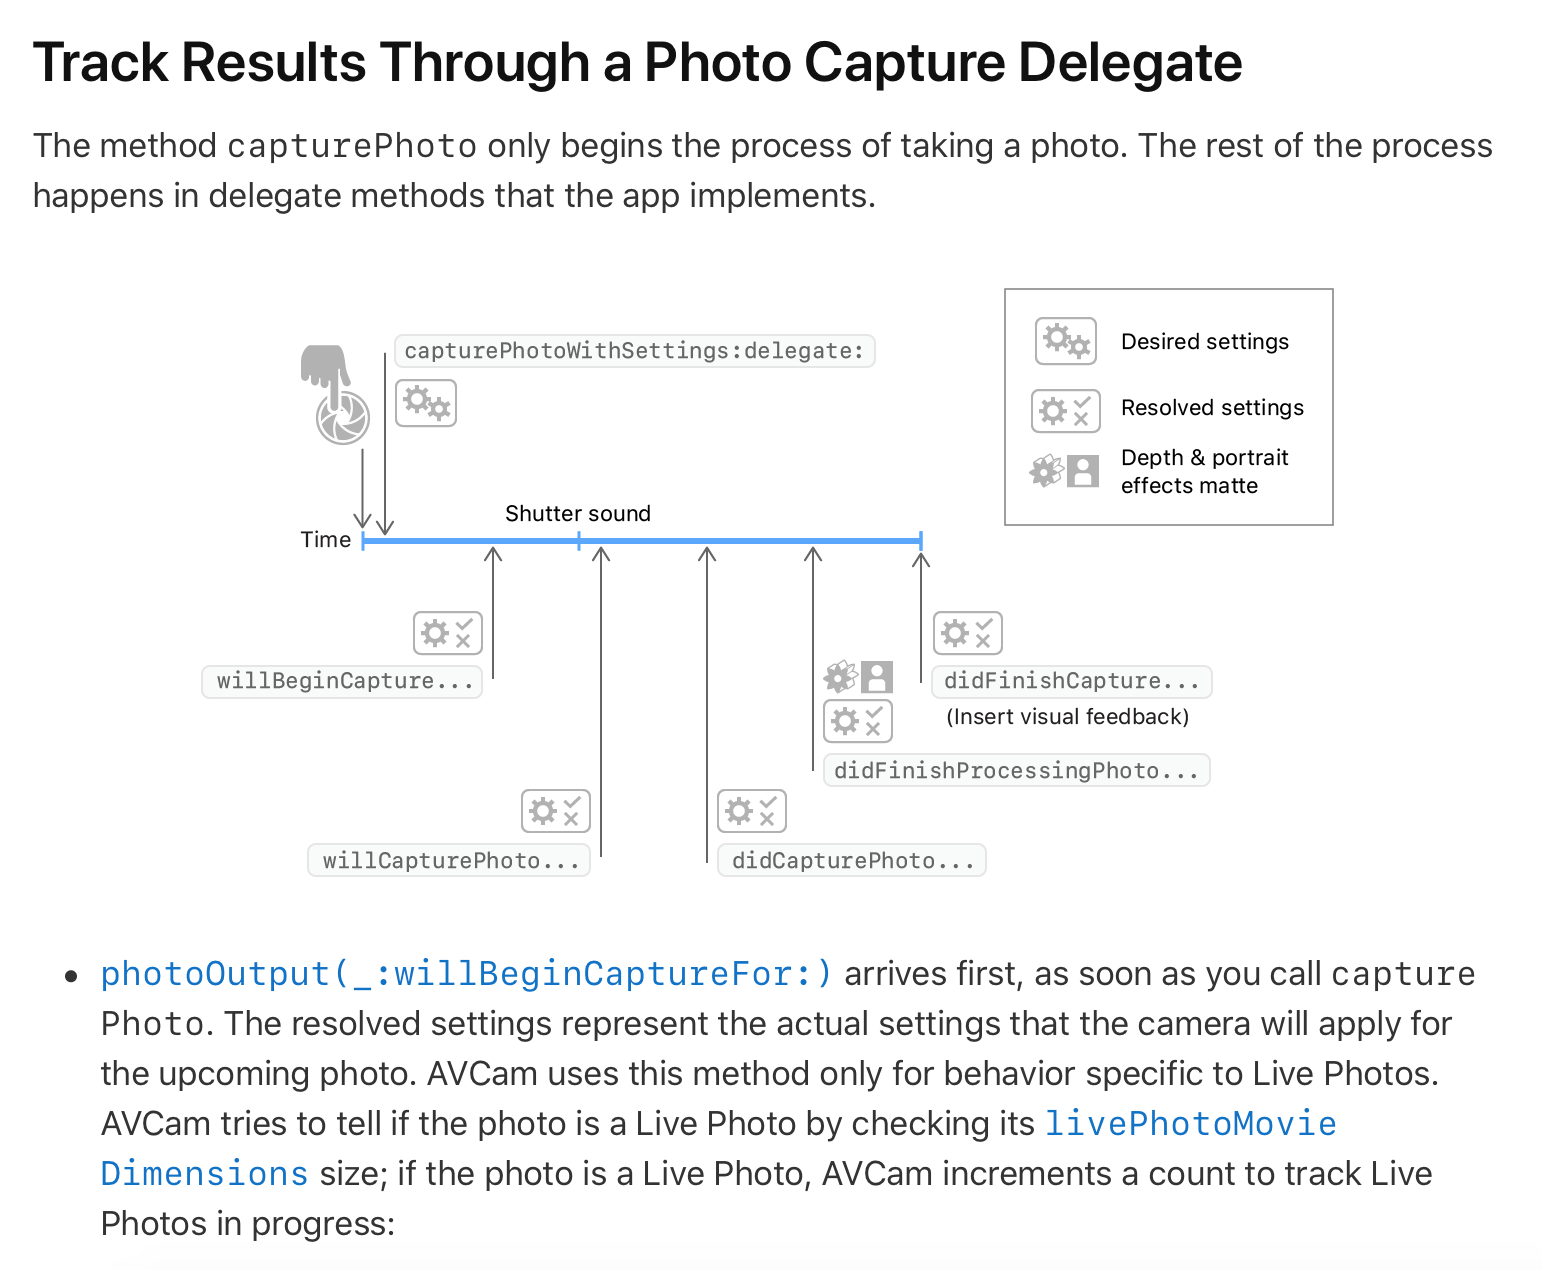 Track Results Through a Photo Capture Delegate
The method capturePhoto only begins the process of taking a photo. The rest of the process
happens in delegate methods that the app implements.
capturePhotoWithSettings:delegate:
Desired settings
Resolved settings
Depth & portrait
effects matte
Shutter sound
Time
willBeginCapture...
didFinishCapture...
(Insert visual feedback)
didFinishProcessingPhoto...
willCapturePhoto...
didCapturePhoto...
• photoOutput(_:willBeginCaptureFor:) arrives first, as soon as you call capture
Photo. The resolved settings represent the actual settings that the camera will apply for
the upcoming photo. AVCam uses this method only for behavior specific to Live Photos.
AVCam tries to tell if the photo is a Live Photo by checking its livePhotoMovie
Dimensions size; if the photo is a Live Photo, AVCam increments a count to track Live
Photos in progress: